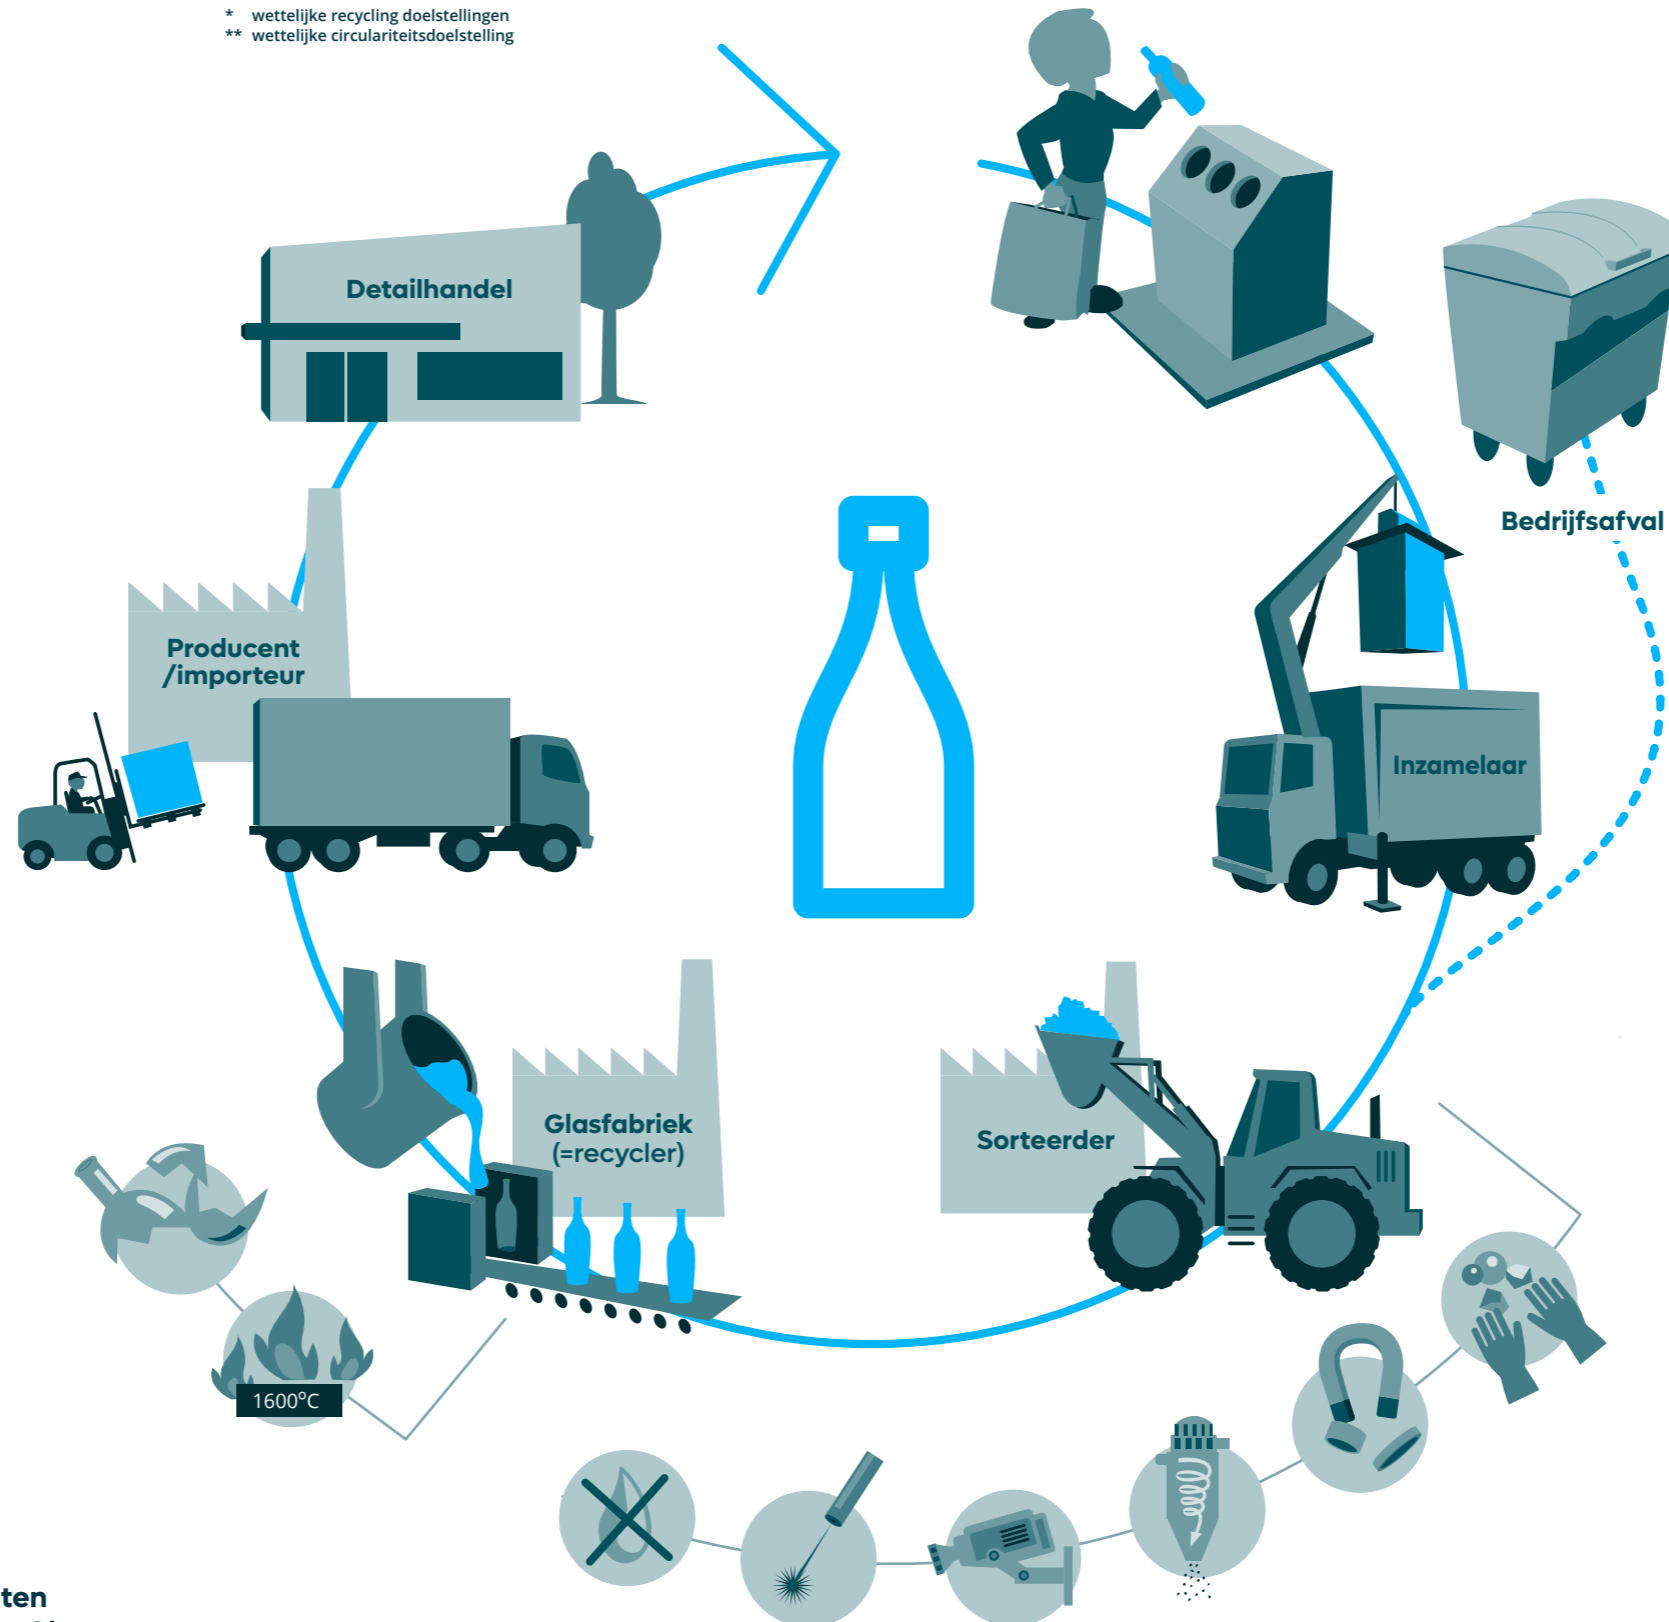 * wettelijke recycling doelstellingen
** wettelijke circulariteitsdoelstelling
Detailhandel
Bedrijfsafval
Producent
/importeur
Inzamelaar
Glasfabriek
(=recycler)
Sorteerder
1600°C
ten